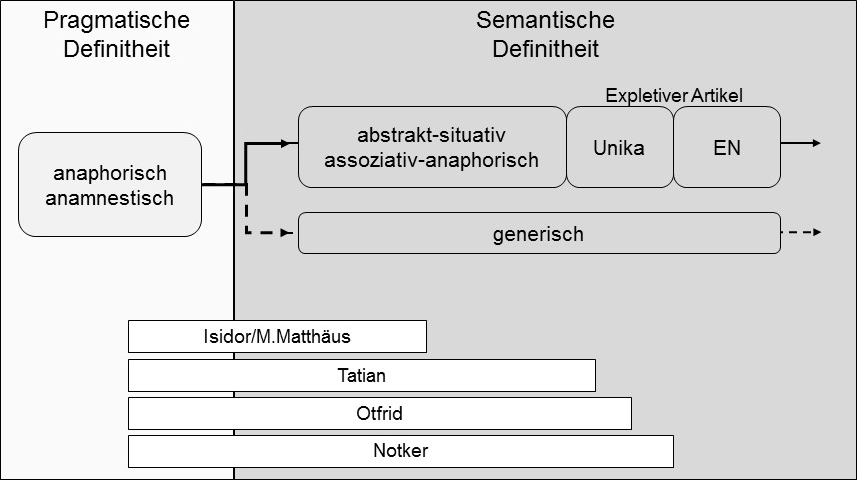 Pragmatische
Definitheit
Semantische
Definitheit
Expletiver Artikel
anaphorisch
anamnestisch
abstrakt-situativ
assoziativ-anaphorisch
Unika
EN
generisch
Isidor/M.Matthäus
Tatian
Otfrid
Notker